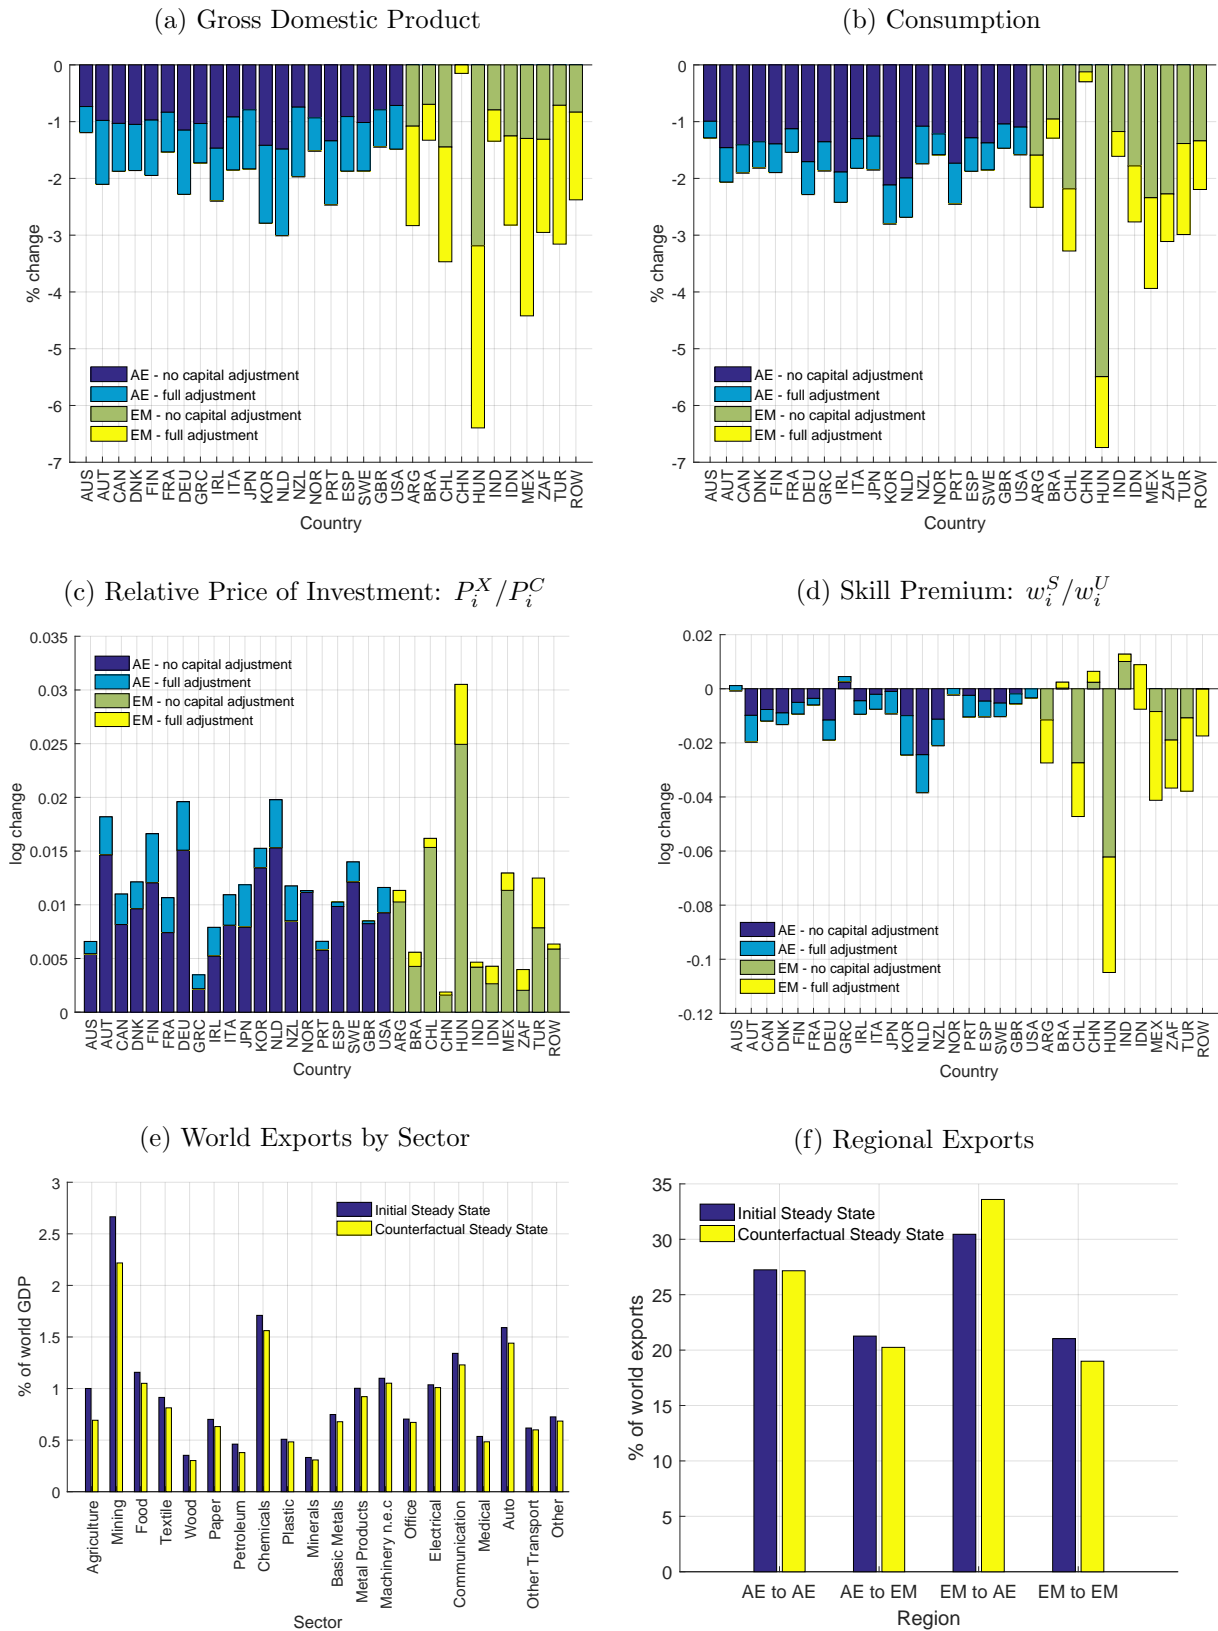 (a) Gross Domestic Product
0
-1
-2
-3
-4
-5
-6
-7
% change
AE - no capital adjustment
AE - full adjustment
EM - no capital adjustment
EM - full adjustment
AUS AUT CAN DNK FIN FRA DEU GRC IRL ITA JPN KOR NLD NZL NOR PRT ESP SWE GBR USA ARG BRA CHL CHN HUN IND IDN MEX ZAF TUR ROW
Country
(b) Consumption
0
-1
-2
-3
-4
-5
-6
-7
% change
AE - no capital adjustment
AE - full adjustment
EM - no capital adjustment
EM - full adjustment
AUS AUT CAN DNK FIN FRA DEU GRC IRL ITA JPN KOR NLD NZL NOR PRT ESP SWE GBR USA ARG BRA CHL CHN HUN IND IDN MEX ZAF TUR ROW
Country
(c) Relative Price of Investment: $P_i^X/P_i^C$
0.035
0.03
0.025
0.02
0.015
0.01
0.005
0
log change
AE - no capital adjustment
AE - full adjustment
EM - no capital adjustment
EM - full adjustment
AUS AUT CAN DNK FIN FRA DEU GRC IRL ITA JPN KOR NLD NZL NOR PRT ESP SWE GBR USA ARG BRA CHL CHN HUN IND IDN MEX ZAF TUR ROW
Country
(d) Skill Premium: $w_i^S/w_i^U$
0.02
0
-0.02
-0.04
-0.06
-0.08
-0.1
-0.12
log change
AE - no capital adjustment
AE - full adjustment
EM - no capital adjustment
EM - full adjustment
AUS AUT CAN DNK FIN FRA DEU GRC IRL ITA JPN KOR NLD NZL NOR PRT ESP SWE GBR USA ARG BRA CHL CHN HUN IND IDN MEX ZAF TUR ROW
Country
(e) World Exports by Sector
3
2.5
2
1.5
1
0.5
0
% of world GDP
Initial Steady State
Counterfactual Steady State
Agriculture
Mining
Food
Textile
Wood
Paper
Petroleum
Chemicals
Plastic
Minerals
Basic Metals
Metal Products
Machinery n.e.c
Office
Electrical
Communication
Medical
Auto
Other Transport
Other
Sector
(f) Regional Exports
35
30
25
20
15
10
5
0
% of world exports
Initial Steady State
Counterfactual Steady State
AE to AE AE to EM EM to AE EM to EM
Region